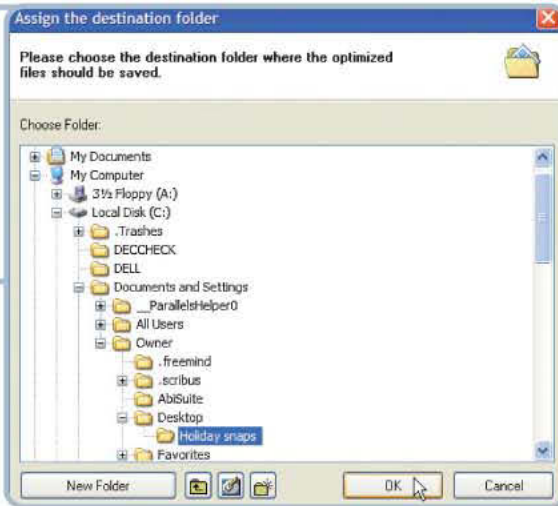 Assign the destination folder
Please choose the destination folder where the optimized
files should be saved.
Choose Folder:
My Documents
My Computer
3½ Floppy (A:)
Local Disk (C:)
.Trashes
DECCHECK
DELL
Documents and Settings
__ParallelsHelper0
All Users
Owner
.freemind
.scribus
AbiSuite
Desktop
Holiday snaps
Favorites
New Folder
OK
Cancel